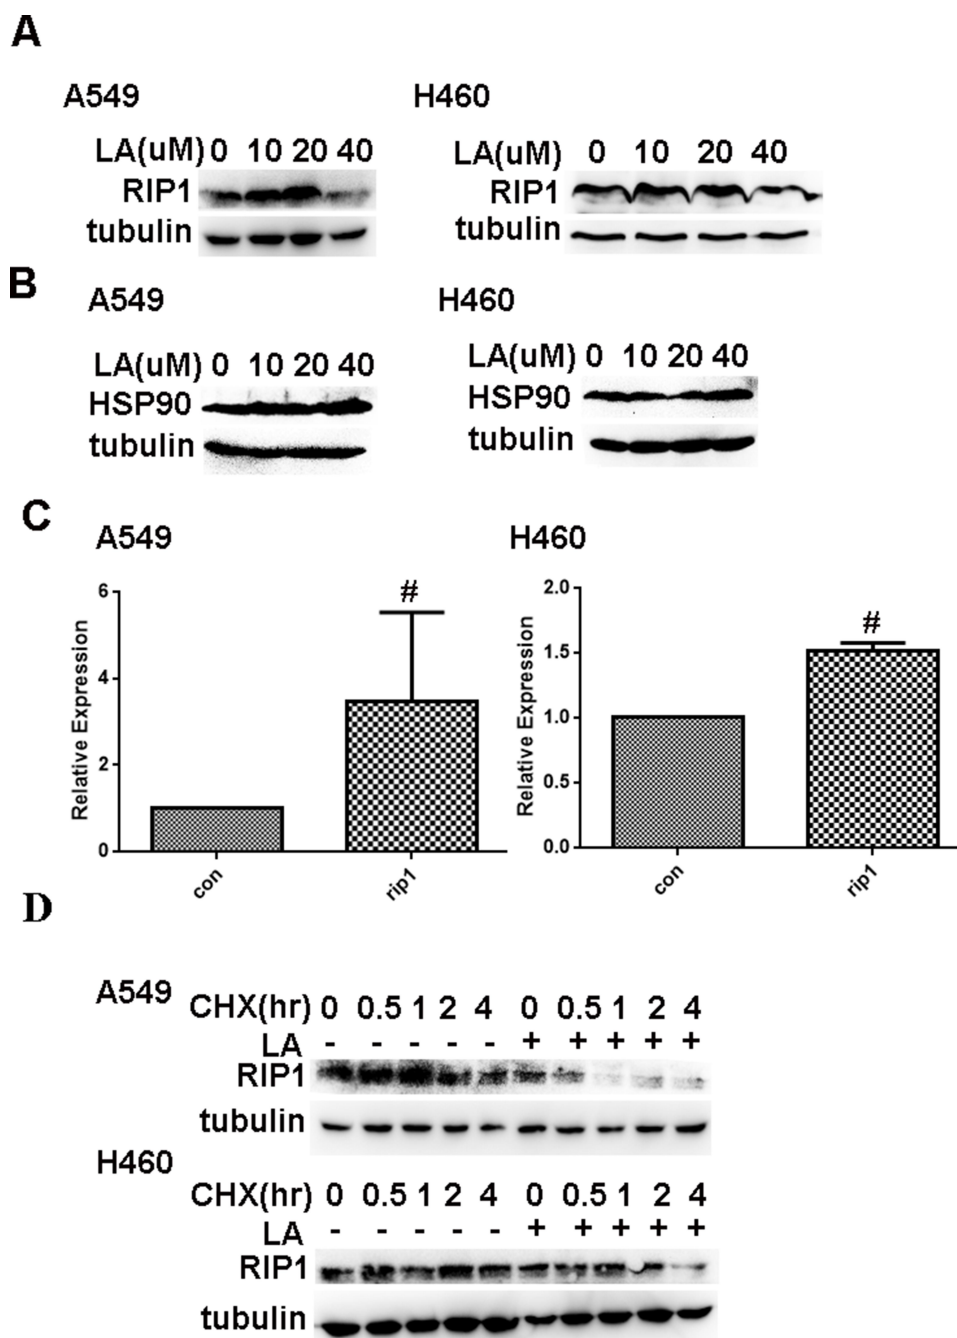 A
A549 H460
LA(uM) 0 10 20 40 LA(uM) 0 10 20 40
RIP1 RIP1
tubulin tubulin
B
A549 H460
LA(uM) 0 10 20 40 LA(uM) 0 10 20 40
HSP90 HSP90
tubulin tubulin
C
A549 H460
6 # 2.0 #
4 1.5
1.0
2 0.5
0 0.0
Relative Expression Relative Expression
con rip1 con rip1
D
A549 CHX(hr) 0 0.5 1 2 4 0 0.5 1 2 4
LA - - - - - + + + + +
RIP1
tubulin
H460
CHX(hr) 0 0.5 1 2 4 0 0.5 1 2 4
LA - - - - - + + + + +
RIP1
tubulin